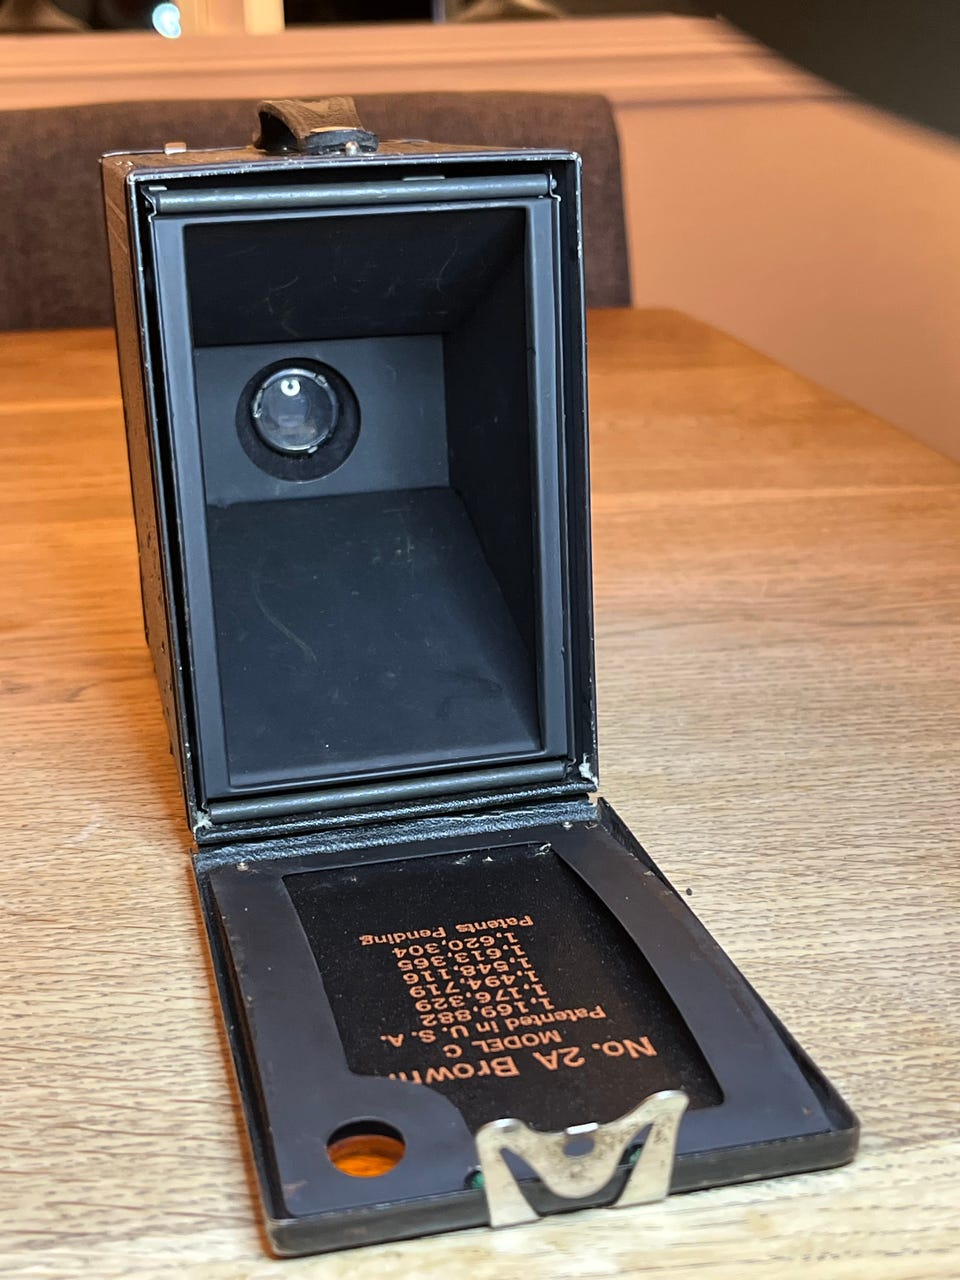 No. 2A Brown
MODEL C
Patented in U. S. A.
1,169,882
1,176,329
1,494,719
1,548,116
1,613,365
1,620,304
Patents Pending